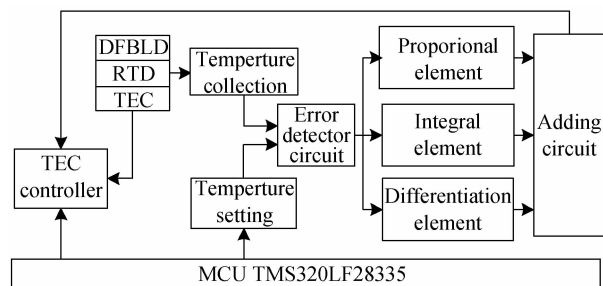 DFBLD
RTD
TEC
Temperture
collection
Proporional
element
Error
detector
circuit
Integral
element
Adding
circuit
TEC
controller
Temperture
setting
Differentiation
element
MCU TMS320LF28335